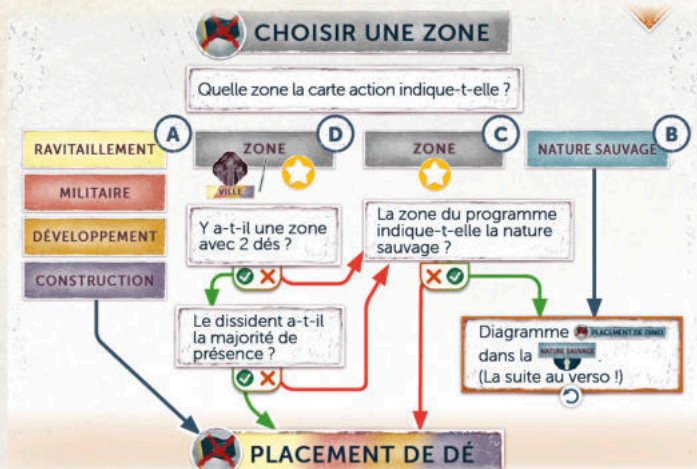 CHOISIR UNE ZONE
Quelle zone la carte action indique-t-elle ?
A
RAVITAILLEMENT
MILITAIRE
DÉVELOPPEMENT
CONSTRUCTION
D
ZONE
VILLE
Y a-t-il une zone
avec 2 dés ?
Le dissident a-t-il
la majorité de
présence ?
C
ZONE
La zone du programme
indique-t-elle la nature
sauvage ?
B
NATURE SAUVAGE
Diagramme PLACEMENT DE DINO
dans la NATURE SAUVAGE
(La suite au verso !)
PLACEMENT DE DÉ